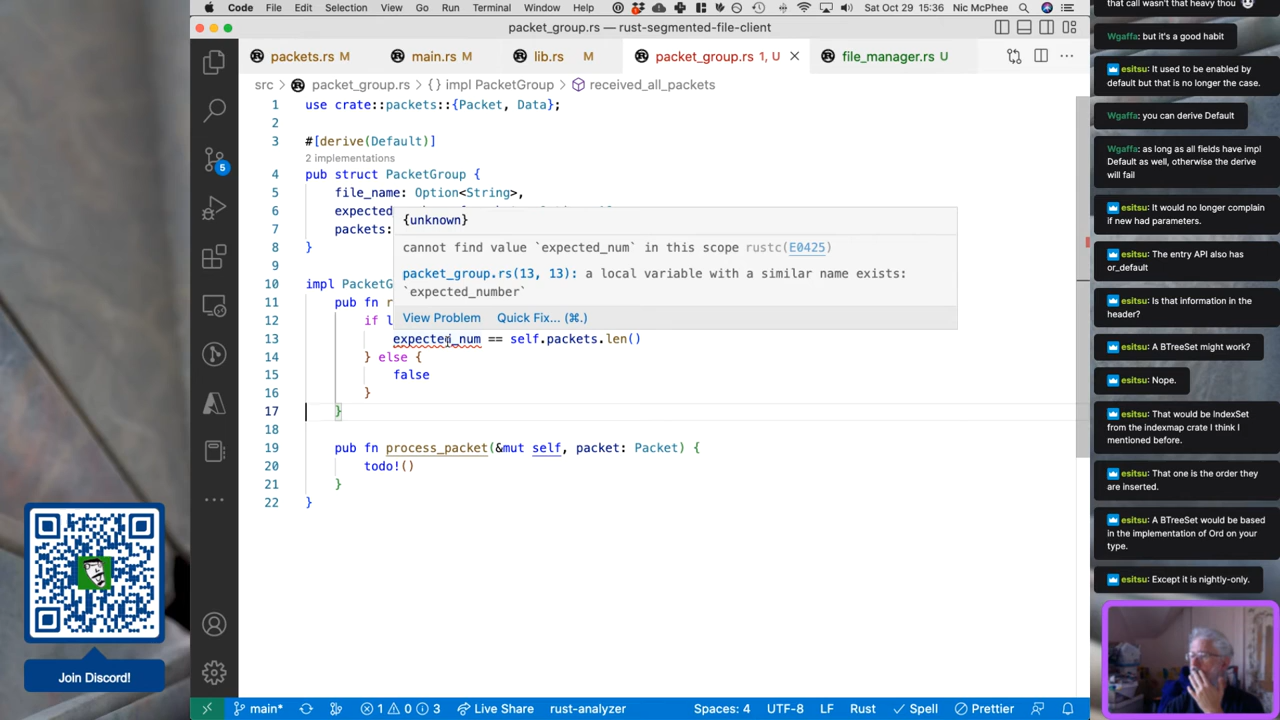 Code File Edit Selection View Go Run Terminal Window Help Sat Oct 29 15:36 Nic McPhee
packet_group.rs — rust-segmented-file-client
packets.rs M main.rs M lib.rs M packet_group.rs 1, U file_manager.rs U
src packet_group.rs {} impl PacketGroup received_all_packets
1 use crate::packets::{Packet, Data};
2
3 #[derive(Default)]
2 implementations
4 pub struct PacketGroup {
5 file_name: Option<String>,
6 expected
7 packets:
8 }
9
10 impl PacketG
11 pub fn r
12 if l
13 expected_num == self.packets.len()
14 } else {
15 false
16 }
17 }
18
19 pub fn process_packet(&mut self, packet: Packet) {
20 todo!()
21 }
22 }
{unknown}
cannot find value `expected_num` in this scope rustc(E0425)
packet_group.rs(13, 13): a local variable with a similar name exists:
`expected_number`
View Problem Quick Fix... (⌘.)
5
main* 1 0 3 Live Share rust-analyzer Spaces: 4 UTF-8 LF Rust Spell Prettier
Join Discord!
that call wasn't that heavy thou
Wgaffa: but it's a good habit
esitsu: It used to be enabled by
default but that is no longer the case.
Wgaffa: you can derive Default
Wgaffa: as long as all fields have impl
Default as well, otherwise the derive
will fail
esitsu: It would no longer complain
if new had parameters.
esitsu: The entry API also has
or_default
esitsu: Is that information in the
header?
esitsu: A BTreeSet might work?
esitsu: Nope.
esitsu: That would be IndexSet
from the indexmap crate I think I
mentioned before.
esitsu: That one is the order they
are inserted.
esitsu: A BTreeSet would be based
in the implementation of Ord on your
type.
esitsu: Except it is nightly-only.